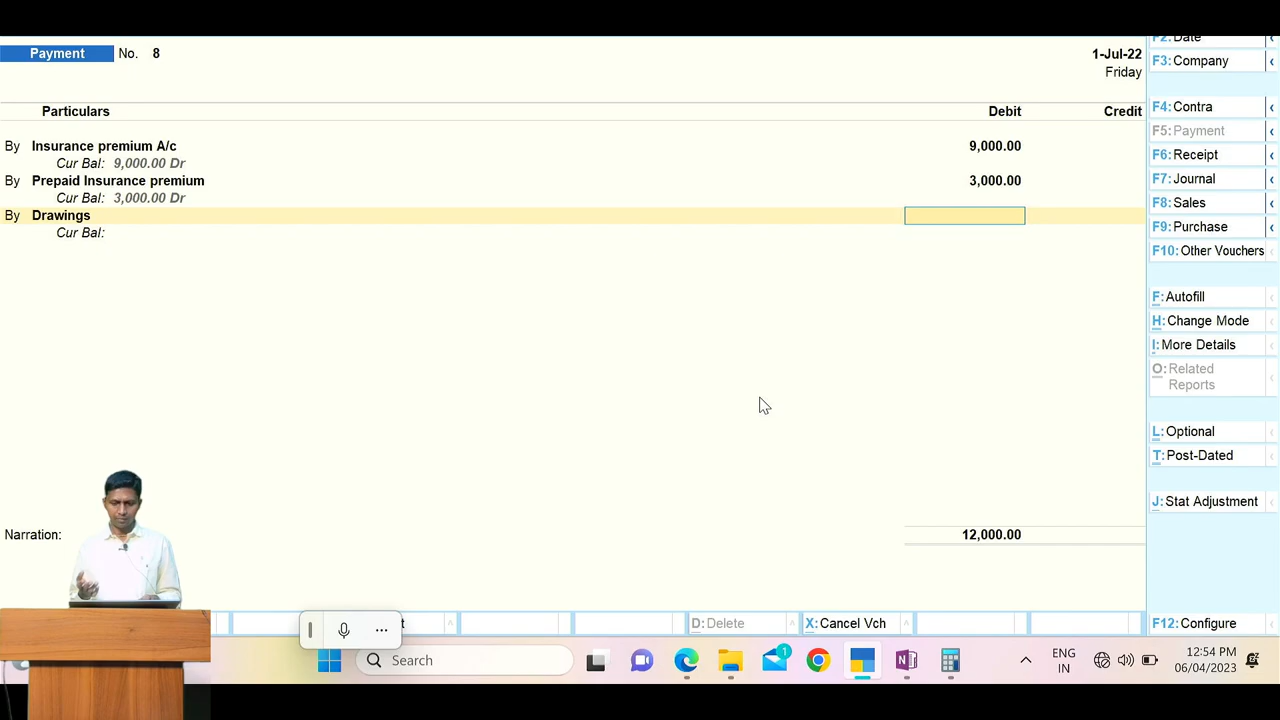 F2: Date
Payment No. 8 1-Jul-22
Friday
F3: Company
Particulars Debit Credit
F4: Contra
F5: Payment
By Insurance premium A/c 9,000.00
Cur Bal: 9,000.00 Dr
F6: Receipt
By Prepaid Insurance premium 3,000.00
F7: Journal
Cur Bal: 3,000.00 Dr
F8: Sales
By Drawings
F9: Purchase
Cur Bal:
F10: Other Vouchers
F: Autofill
H: Change Mode
I: More Details
O: Related
Reports
L: Optional
T: Post-Dated
J: Stat Adjustment
Narration: 12,000.00
D: Delete X: Cancel Vch F12: Configure
Search 1 ENG 12:54 PM
IN 06/04/2023